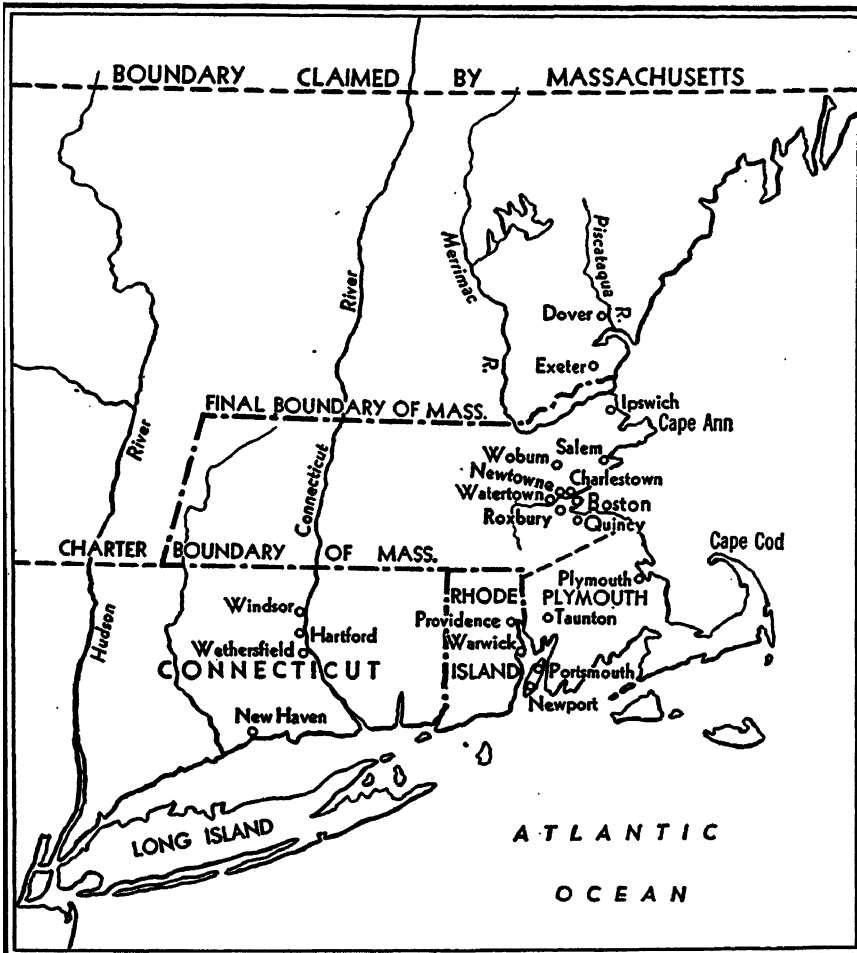 BOUNDARY CLAIMED BY MASSACHUSETTS
Piscataqua
R.
Merrimac
R.
River
Dover
Exeter
FINAL BOUNDARY OF MASS.
Ipswich
Cape Ann
River
Connecticut
Woburn
Salem
Newtowne
Charlestown
Watertown
Boston
Roxbury
Quincy
CHARTER BOUNDARY OF MASS.
Cape Cod
Hudson
Plymouth
RHODE
PLYMOUTH
Windsor
Providence
Taunton
Hartford
Warwick
Wethersfield
ISLAND
Portsmouth
CONNECTICUT
Newport
New Haven
LONG ISLAND
ATLANTIC
OCEAN